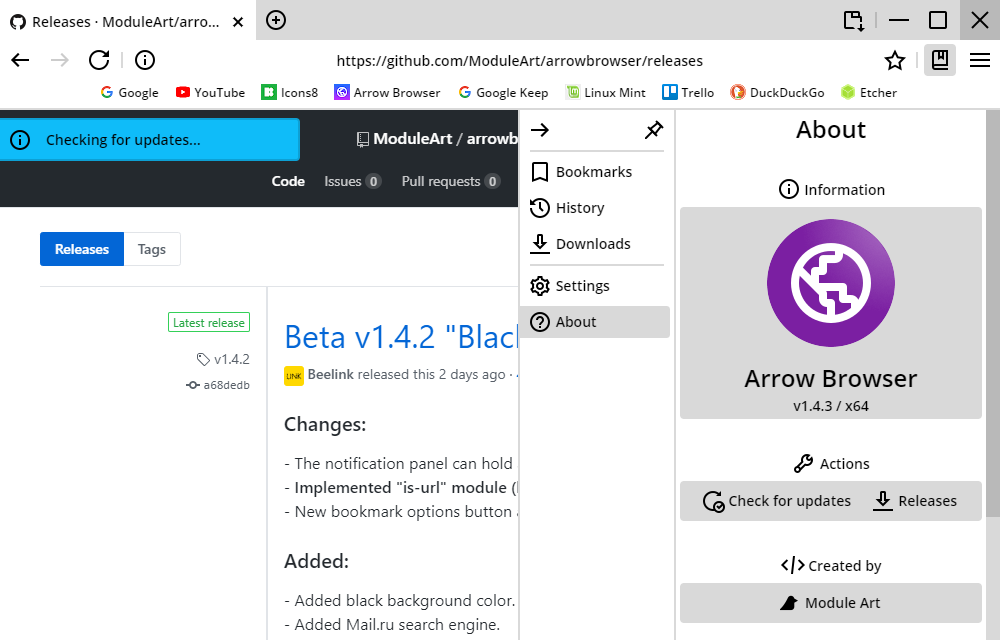 Releases · ModuleArt/arro...
https://github.com/ModuleArt/arrowbrowser/releases
Google YouTube Icons8 Arrow Browser Google Keep Linux Mint Trello DuckDuckGo Etcher
Checking for updates...
ModuleArt / arrowb
Code Issues 0 Pull requests 0
Releases Tags
Latest release
v1.4.2
a68dedb
Beta v1.4.2 "Blac
LINK Beelink released this 2 days ago ·
Changes:
- The notification panel can hold
- Implemented "is-url" module (
- New bookmark options button
Added:
- Added black background color.
- Added Mail.ru search engine.
Bookmarks
History
Downloads
Settings
About
About
Information
Arrow Browser
v1.4.3 / x64
Actions
Check for updates Releases
</> Created by
Module Art